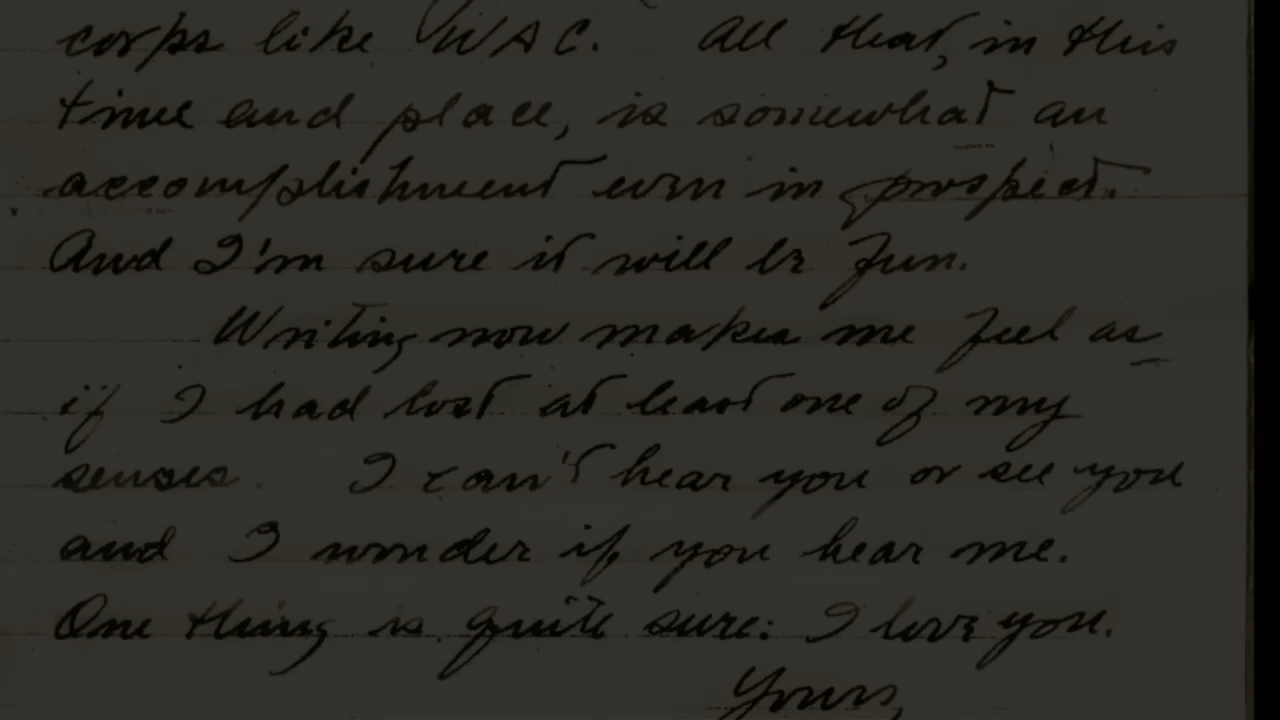 corps like WAC. All that, in this
time and place, is somewhat an
accomplishment even in prospect.
And I'm sure it will be fun.
Writing now makes me feel as
if I had lost at least one of my
senses. I can't hear you or see you
and I wonder if you hear me.
One thing is quite sure: I love you.
Yours,